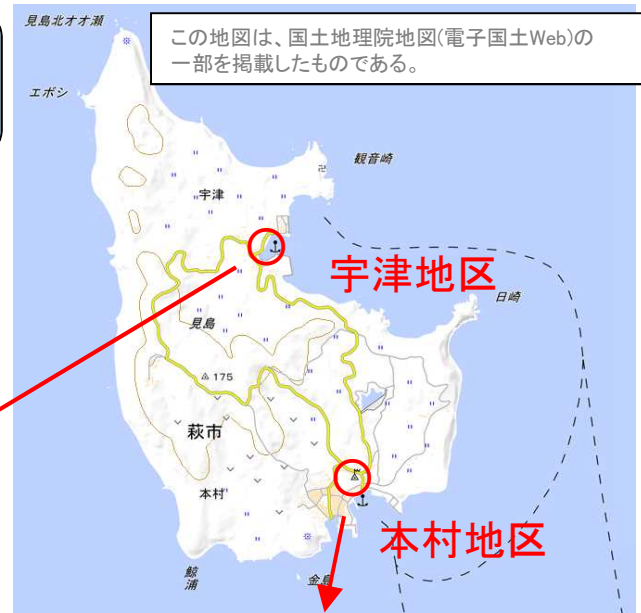 見島北オオ瀬
この地図は、国土地理院地図(電子国土Web)の
一部を掲載したものである。
エボシ
観音崎
宇津
宇津地区
日崎
見島
175
萩市
本村
本村地区
鯨浦
金島